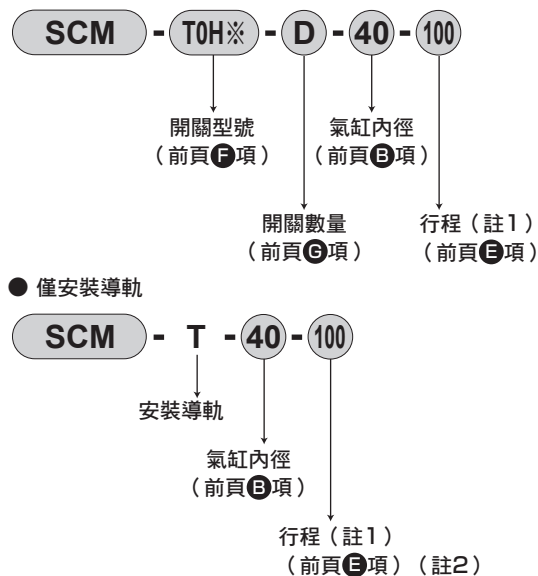 SCM - T0H※ - D - 40 - 100
開關型號
（前頁F項）
氣缸內徑
（前頁B項）
開關數量
（前頁G項）
行程（註1）
（前頁E項）
● 僅安裝導軌
SCM - T - 40 - 100
安裝導軌
氣缸內徑
（前頁B項）
行程（註1）
（前頁E項）（註2）